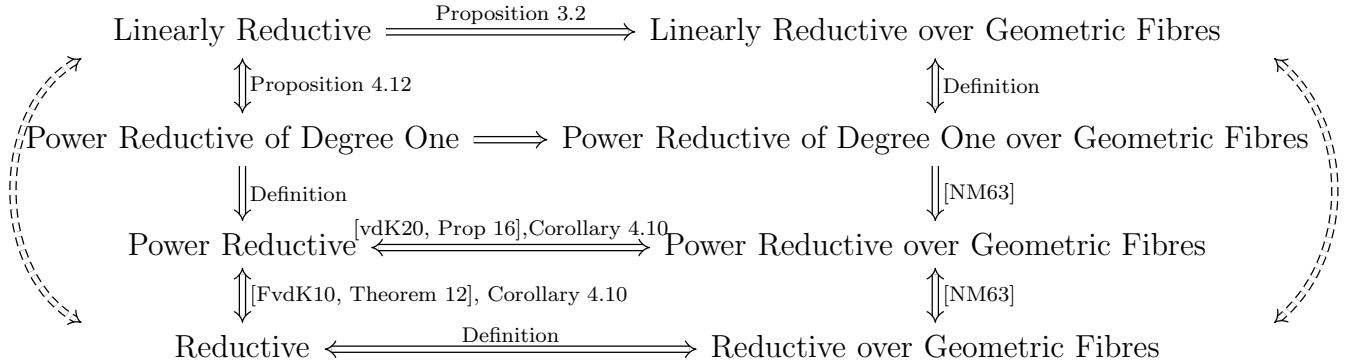 Proposition 3.2
Linearly Reductive Linearly Reductive over Geometric Fibres
Proposition 4.12 Definition
Power Reductive of Degree One Power Reductive of Degree One over Geometric Fibres
Definition [NM63]
[vdK20, Prop 16],Corollary 4.10
Power Reductive Power Reductive over Geometric Fibres
[FvdK10, Theorem 12], Corollary 4.10 [NM63]
Definition
Reductive Reductive over Geometric Fibres